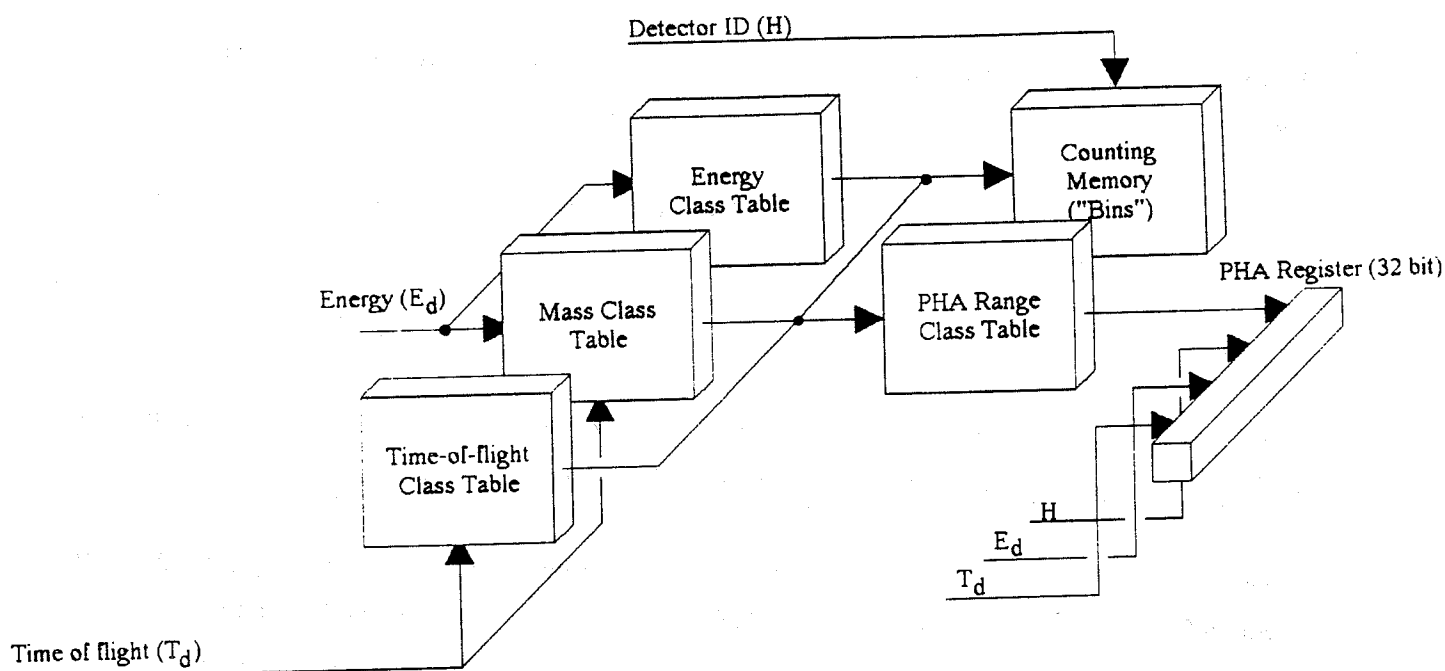 Detector ID (H)
Energy
Class Table
Counting
Memory
("Bins")
PHA Register (32 bit)
Energy (E_d)
Mass Class
Table
PHA Range
Class Table
Time-of-flight
Class Table
H
E_d
T_d
Time of flight (T_d)